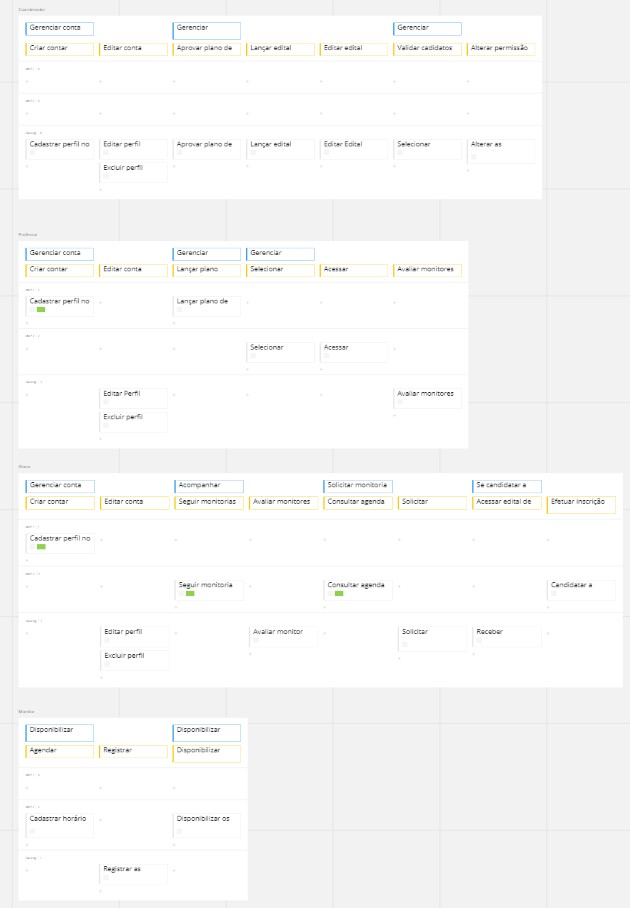 Coordenador
Gerenciar conta Gerenciar Gerenciar
Criar contar Editar conta Aprovar plano de Lançar edital Editar edital Validar cadidatos Alterar permissão
Cadastrar perfil no Editar perfil Aprovar plano de Lançar edital Editar Edital Selecionar Alterar as
Excluir perfil
Professor
Gerenciar conta Gerenciar Gerenciar
Criar contar Editar conta Lançar plano Selecionar Acessar Avaliar monitores
Cadastrar perfil no Lançar plano de
Selecionar Acessar
Editar Perfil Avaliar monitores
Excluir perfil
Aluno
Gerenciar conta Acompanhar Solicitar monitoria Se candidatar a
Criar contar Editar conta Seguir monitorias Avaliar monitores Consultar agenda Solicitar Acessar edital de Efetuar inscrição
Cadastrar perfil no
Seguir monitoria Consultar agenda Candidatar a
Editar perfil Avaliar monitor Solicitar Receber
Excluir perfil
Monitor
Disponibilizar Disponibilizar
Agendar Registrar Disponibilizar
Cadastrar horário Disponibilizar os
Registrar as